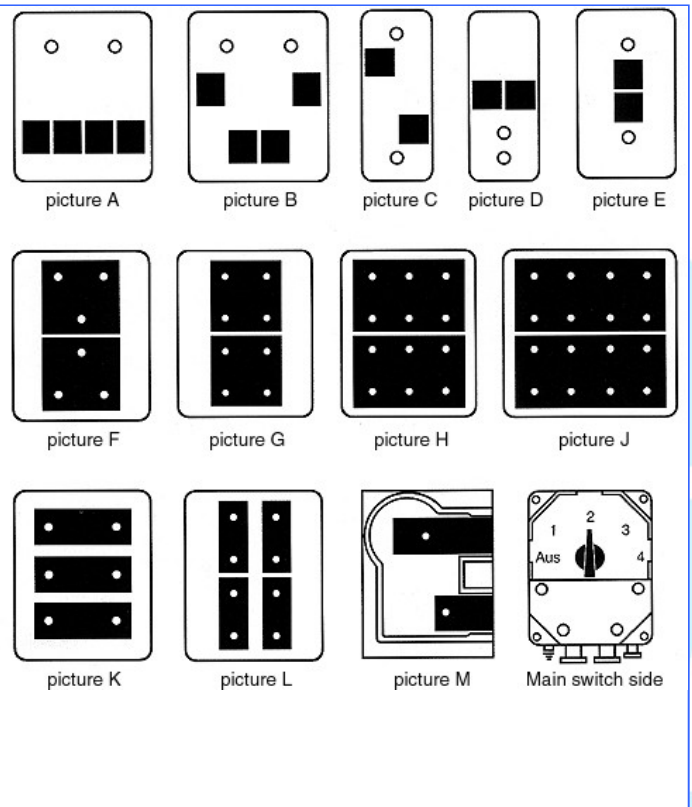 picture A picture B picture C picture D picture E
picture F picture G picture H picture J
2
1 3
Aus 4
picture K picture L picture M Main switch side